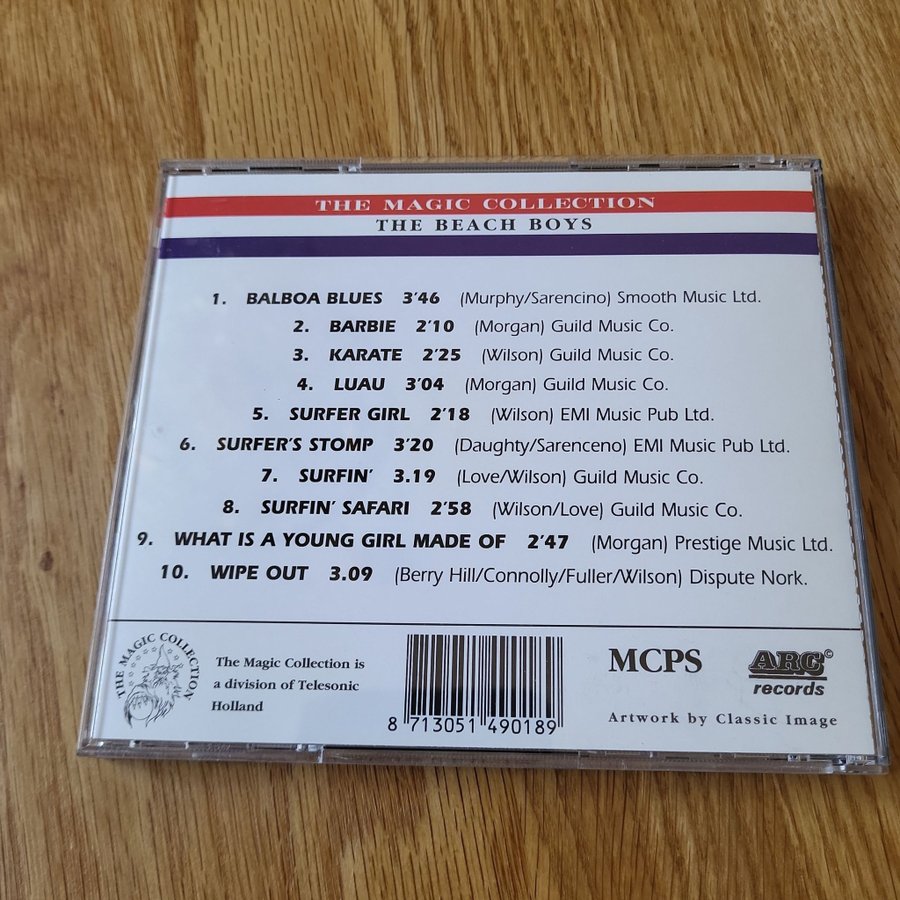 THE MAGIC COLLECTION
THE BEACH BOYS
1. BALBOA BLUES 3'46 (Murphy/Sarencino) Smooth Music Ltd.
2. BARBIE 2'10 (Morgan) Guild Music Co.
3. KARATE 2'25 (Wilson) Guild Music Co.
4. LUAU 3'04 (Morgan) Guild Music Co.
5. SURFER GIRL 2'18 (Wilson) EMI Music Pub Ltd.
6. SURFER'S STOMP 3'20 (Daughty/Sarenceno) EMI Music Pub Ltd.
7. SURFIN' 3.19 (Love/Wilson) Guild Music Co.
8. SURFIN' SAFARI 2'58 (Wilson/Love) Guild Music Co.
9. WHAT IS A YOUNG GIRL MADE OF 2'47 (Morgan) Prestige Music Ltd.
10. WIPE OUT 3.09 (Berry Hill/Connolly/Fuller/Wilson) Dispute Nork.
THE MAGIC COLLECTION
The Magic Collection is
a division of Telesonic
Holland
8 713051 490189
MCPS
ARC©
records
Artwork by Classic Image